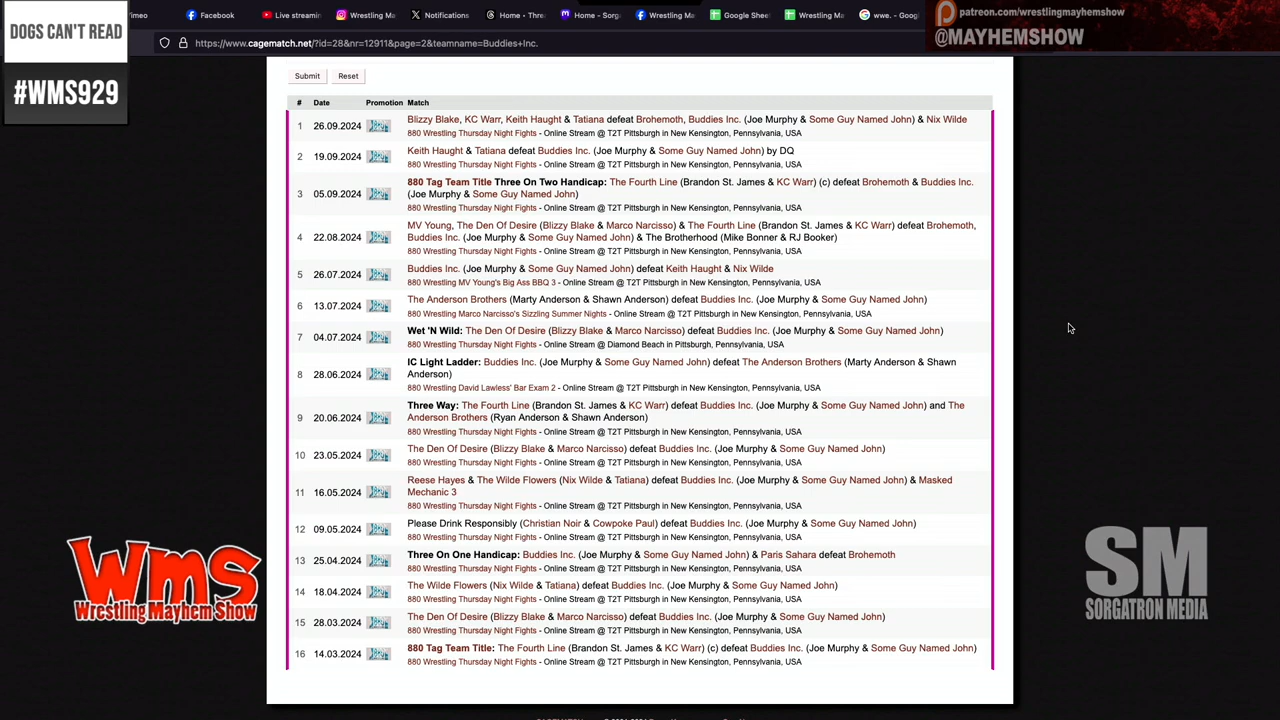 DOGS CAN'T READ
#WMS929
imeo
Facebook
Live streamin
Wrestling Ma
Notifications
Home • Thre
Home - Sorg
Wrestling Ma
Google Shee
Wrestling Ma
wwe. - Googl
patreon.com/wrestlingmayhemshow
@MAYHEMSHOW
https://www.cagematch.net/?id=28&nr=12911&page=2&teamname=Buddies+Inc.
Submit Reset
# Date Promotion Match
1 26.09.2024 Blizzy Blake, KC Warr, Keith Haught & Tatiana defeat Brohemoth, Buddies Inc. (Joe Murphy & Some Guy Named John) & Nix Wilde
880 Wrestling Thursday Night Fights - Online Stream @ T2T Pittsburgh in New Kensington, Pennsylvania, USA
2 19.09.2024 Keith Haught & Tatiana defeat Buddies Inc. (Joe Murphy & Some Guy Named John) by DQ
880 Wrestling Thursday Night Fights - Online Stream @ T2T Pittsburgh in New Kensington, Pennsylvania, USA
3 05.09.2024 880 Tag Team Title Three On Two Handicap: The Fourth Line (Brandon St. James & KC Warr) (c) defeat Brohemoth & Buddies Inc.
(Joe Murphy & Some Guy Named John)
880 Wrestling Thursday Night Fights - Online Stream @ T2T Pittsburgh in New Kensington, Pennsylvania, USA
4 22.08.2024 MV Young, The Den Of Desire (Blizzy Blake & Marco Narcisso) & The Fourth Line (Brandon St. James & KC Warr) defeat Brohemoth,
Buddies Inc. (Joe Murphy & Some Guy Named John) & The Brotherhood (Mike Bonner & RJ Booker)
880 Wrestling Thursday Night Fights - Online Stream @ T2T Pittsburgh in New Kensington, Pennsylvania, USA
5 26.07.2024 Buddies Inc. (Joe Murphy & Some Guy Named John) defeat Keith Haught & Nix Wilde
880 Wrestling MV Young's Big Ass BBQ 3 - Online Stream @ T2T Pittsburgh in New Kensington, Pennsylvania, USA
6 13.07.2024 The Anderson Brothers (Marty Anderson & Shawn Anderson) defeat Buddies Inc. (Joe Murphy & Some Guy Named John)
880 Wrestling Marco Narcisso's Sizzling Summer Nights - Online Stream @ T2T Pittsburgh in New Kensington, Pennsylvania, USA
7 04.07.2024 Wet 'N Wild: The Den Of Desire (Blizzy Blake & Marco Narcisso) defeat Buddies Inc. (Joe Murphy & Some Guy Named John)
880 Wrestling Thursday Night Fights - Online Stream @ Diamond Beach in Pittsburgh, Pennsylvania, USA
8 28.06.2024 IC Light Ladder: Buddies Inc. (Joe Murphy & Some Guy Named John) defeat The Anderson Brothers (Marty Anderson & Shawn
Anderson)
880 Wrestling David Lawless' Bar Exam 2 - Online Stream @ T2T Pittsburgh in New Kensington, Pennsylvania, USA
9 20.06.2024 Three Way: The Fourth Line (Brandon St. James & KC Warr) defeat Buddies Inc. (Joe Murphy & Some Guy Named John) and The
Anderson Brothers (Ryan Anderson & Shawn Anderson)
880 Wrestling Thursday Night Fights - Online Stream @ T2T Pittsburgh in New Kensington, Pennsylvania, USA
10 23.05.2024 The Den Of Desire (Blizzy Blake & Marco Narcisso) defeat Buddies Inc. (Joe Murphy & Some Guy Named John)
880 Wrestling Thursday Night Fights - Online Stream @ T2T Pittsburgh in New Kensington, Pennsylvania, USA
11 16.05.2024 Reese Hayes & The Wilde Flowers (Nix Wilde & Tatiana) defeat Buddies Inc. (Joe Murphy & Some Guy Named John) & Masked
Mechanic 3
880 Wrestling Thursday Night Fights - Online Stream @ T2T Pittsburgh in New Kensington, Pennsylvania, USA
12 09.05.2024 Please Drink Responsibly (Christian Noir & Cowpoke Paul) defeat Buddies Inc. (Joe Murphy & Some Guy Named John)
880 Wrestling Thursday Night Fights - Online Stream @ T2T Pittsburgh in New Kensington, Pennsylvania, USA
13 25.04.2024 Three On One Handicap: Buddies Inc. (Joe Murphy & Some Guy Named John) & Paris Sahara defeat Brohemoth
880 Wrestling Thursday Night Fights - Online Stream @ T2T Pittsburgh in New Kensington, Pennsylvania, USA
14 18.04.2024 The Wilde Flowers (Nix Wilde & Tatiana) defeat Buddies Inc. (Joe Murphy & Some Guy Named John)
880 Wrestling Thursday Night Fights - Online Stream @ T2T Pittsburgh in New Kensington, Pennsylvania, USA
15 28.03.2024 The Den Of Desire (Blizzy Blake & Marco Narcisso) defeat Buddies Inc. (Joe Murphy & Some Guy Named John)
880 Wrestling Thursday Night Fights - Online Stream @ T2T Pittsburgh in New Kensington, Pennsylvania, USA
16 14.03.2024 880 Tag Team Title: The Fourth Line (Brandon St. James & KC Warr) (c) defeat Buddies Inc. (Joe Murphy & Some Guy Named John)
880 Wrestling Thursday Night Fights - Online Stream @ T2T Pittsburgh in New Kensington, Pennsylvania, USA
WMS
Wrestling Mayhem Show
SM
SORGATRON MEDIA